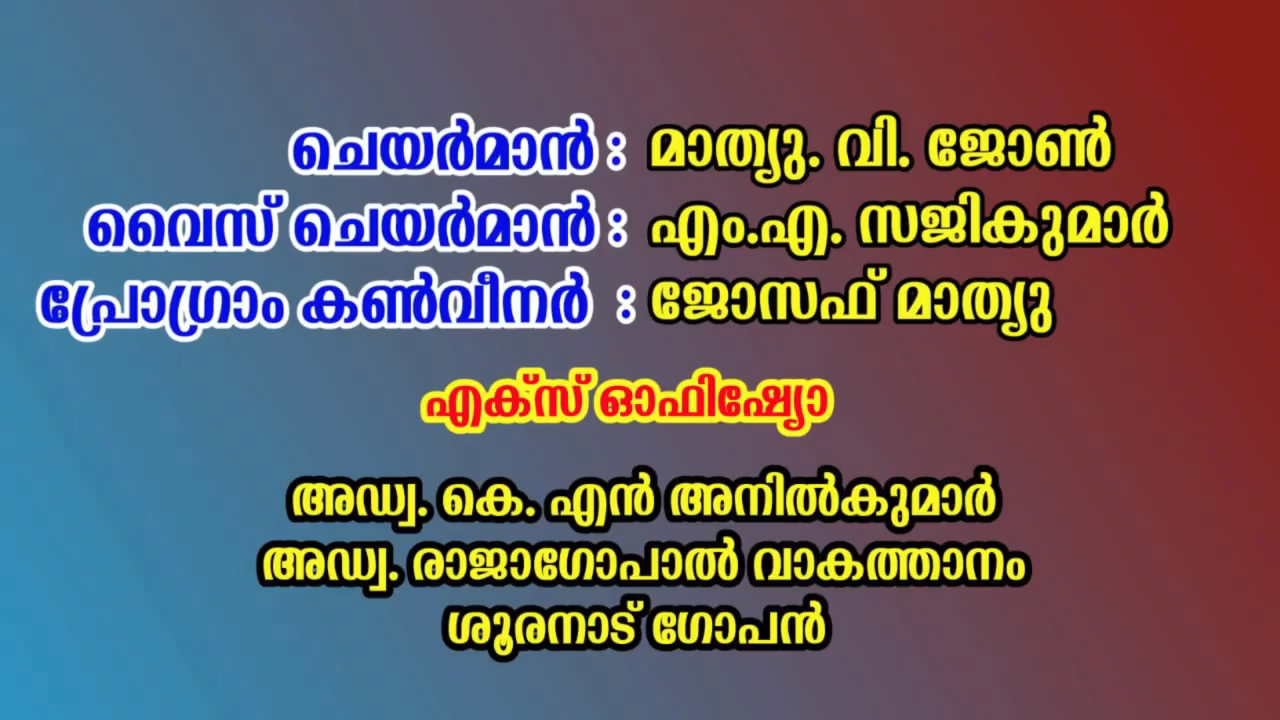 ചെയർമാൻ : മാത്യു. വി. ജോൺ
വൈസ് ചെയർമാൻ : എം.എ. സജികുമാർ
പ്രോഗ്രാം കൺവീനർ : ജോസഫ് മാത്യു
എക്സ് ഓഫിഷ്യോ
അഡ്വ. കെ. എൻ അനിൽകുമാർ
അഡ്വ. രാജാഗോപാൽ വാകത്താനം
ശൂരനാട് ഗോപൻ